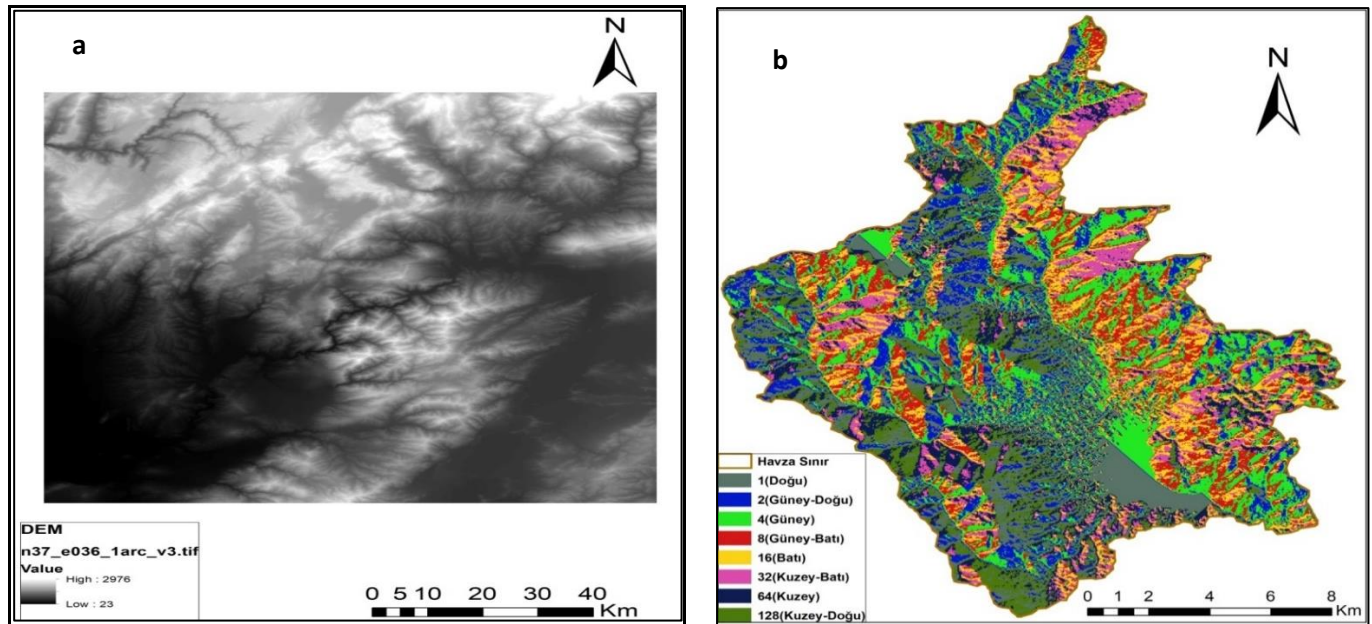 a
N
DEM
n37_e036_1arc_v3.tif
Value
High : 2976
Low : 23
0 5 10 20 30 40
Km
b
N
Havza Sınır
1(Doğu)
2(Güney-Doğu)
4(Güney)
8(Güney-Batı)
16(Batı)
32(Kuzey-Batı)
64(Kuzey)
128(Kuzey-Doğu)
0 1 2 4 6 8
Km